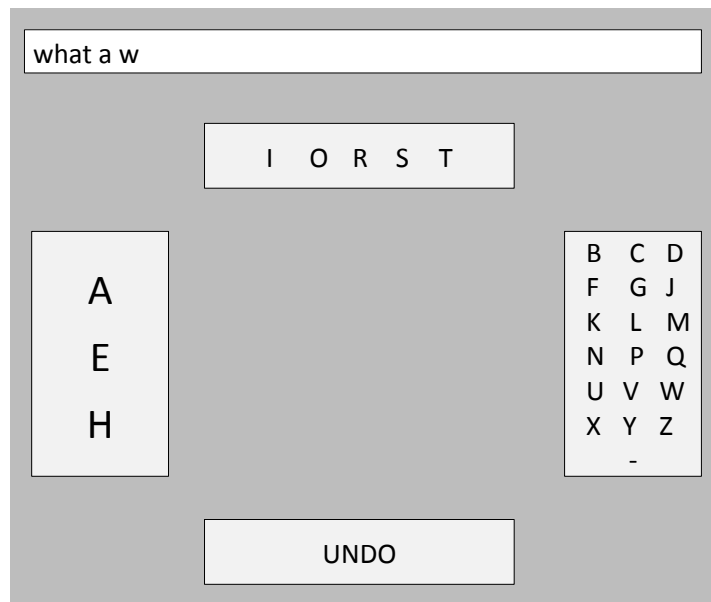 what a w
I O R S T
A
E
H
B C D
F G J
K L M
N P Q
U V W
X Y Z
-
UNDO